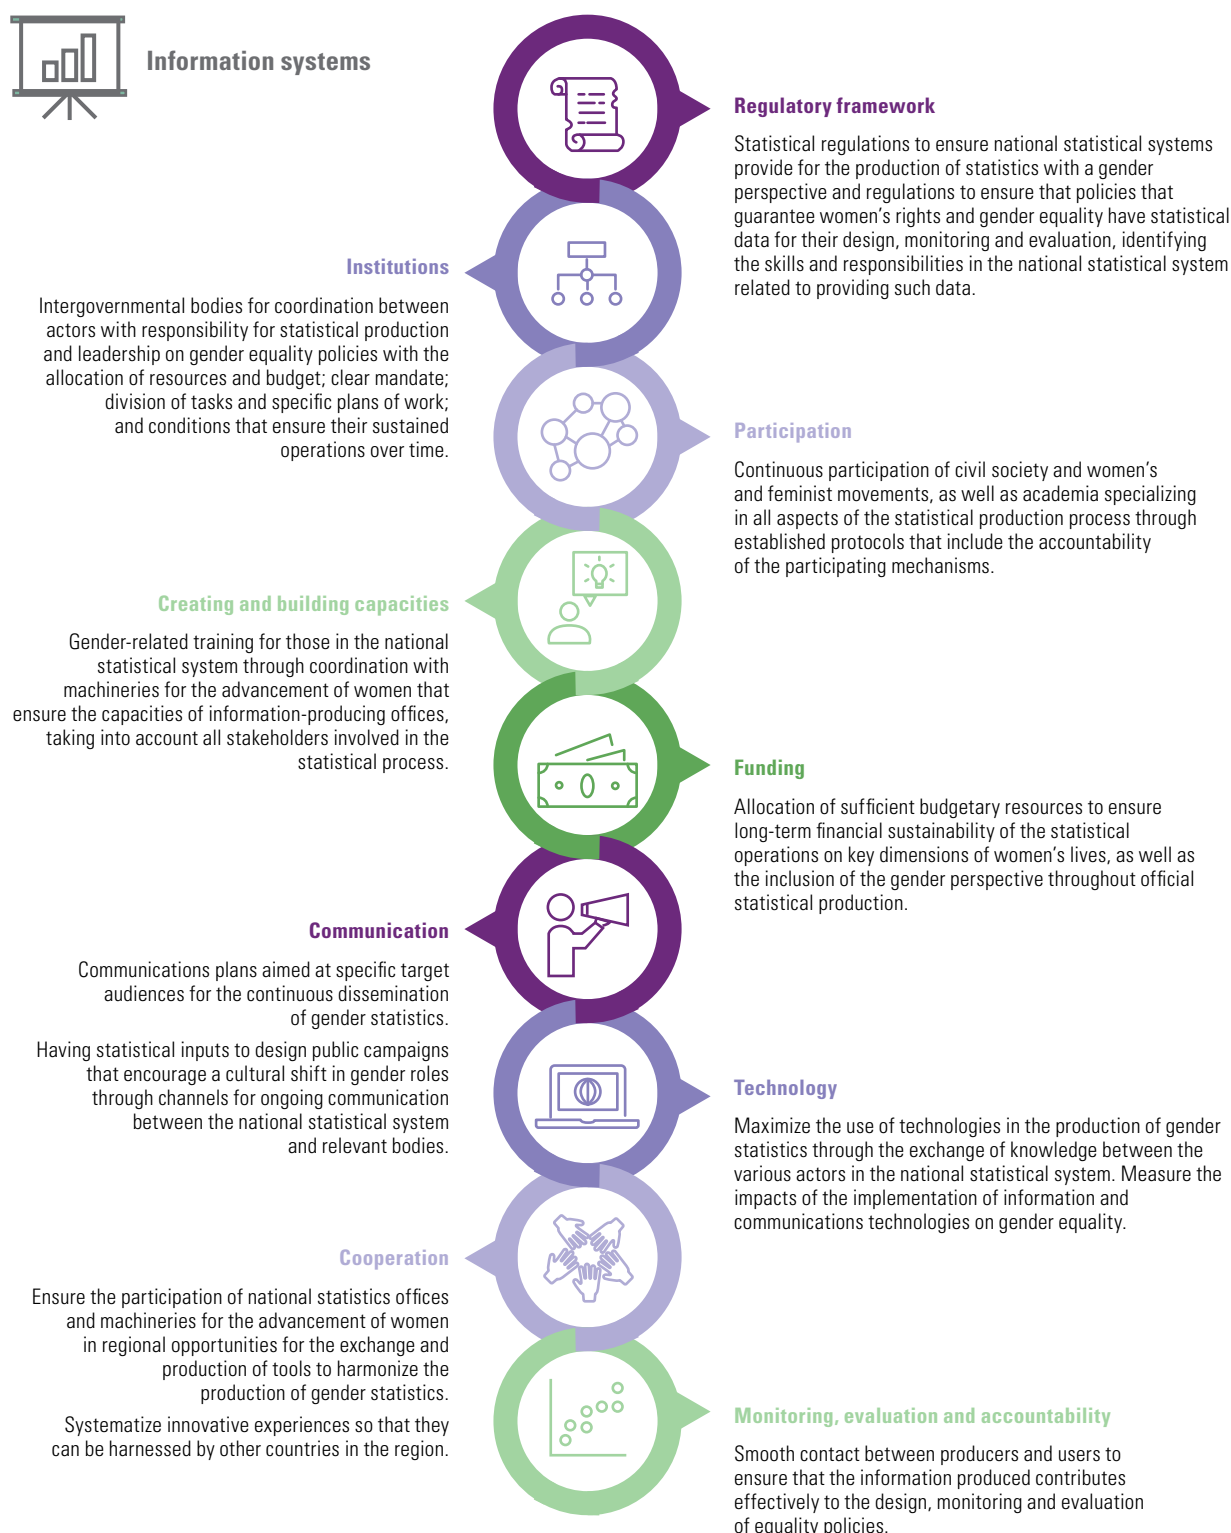 Information systems
Regulatory framework
Statistical regulations to ensure national statistical systems
provide for the production of statistics with a gender
perspective and regulations to ensure that policies that
guarantee women's rights and gender equality have statistical
data for their design, monitoring and evaluation, identifying
the skills and responsibilities in the national statistical system
related to providing such data.
Institutions
Intergovernmental bodies for coordination between
actors with responsibility for statistical production
and leadership on gender equality policies with the
allocation of resources and budget; clear mandate;
division of tasks and specific plans of work;
and conditions that ensure their sustained
operations over time.
Participation
Continuous participation of civil society and women's
and feminist movements, as well as academia specializing
in all aspects of the statistical production process through
established protocols that include the accountability
of the participating mechanisms.
Creating and building capacities
Gender-related training for those in the national
statistical system through coordination with
machineries for the advancement of women that
ensure the capacities of information-producing offices,
taking into account all stakeholders involved in the
statistical process.
Funding
Allocation of sufficient budgetary resources to ensure
long-term financial sustainability of the statistical
operations on key dimensions of women's lives, as well as
the inclusion of the gender perspective throughout official
statistical production.
Communication
Communications plans aimed at specific target
audiences for the continuous dissemination
of gender statistics.
Having statistical inputs to design public campaigns
that encourage a cultural shift in gender roles
through channels for ongoing communication
between the national statistical system
and relevant bodies.
Technology
Maximize the use of technologies in the production of gender
statistics through the exchange of knowledge between the
various actors in the national statistical system. Measure the
impacts of the implementation of information and
communications technologies on gender equality.
Cooperation
Ensure the participation of national statistics offices
and machineries for the advancement of women
in regional opportunities for the exchange and
production of tools to harmonize the
production of gender statistics.
Systematize innovative experiences so that they
can be harnessed by other countries in the region.
Monitoring, evaluation and accountability
Smooth contact between producers and users to
ensure that the information produced contributes
effectively to the design, monitoring and evaluation
of equality policies.